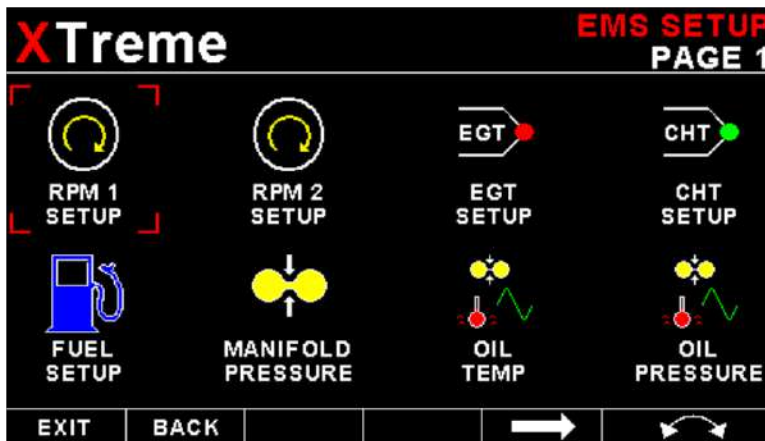 XTreme
EMS SETUP
PAGE 1
RPM 1
SETUP
RPM 2
SETUP
EGT
EGT
SETUP
CHT
CHT
SETUP
FUEL
SETUP
MANIFOLD
PRESSURE
OIL
TEMP
OIL
PRESSURE
EXIT
BACK